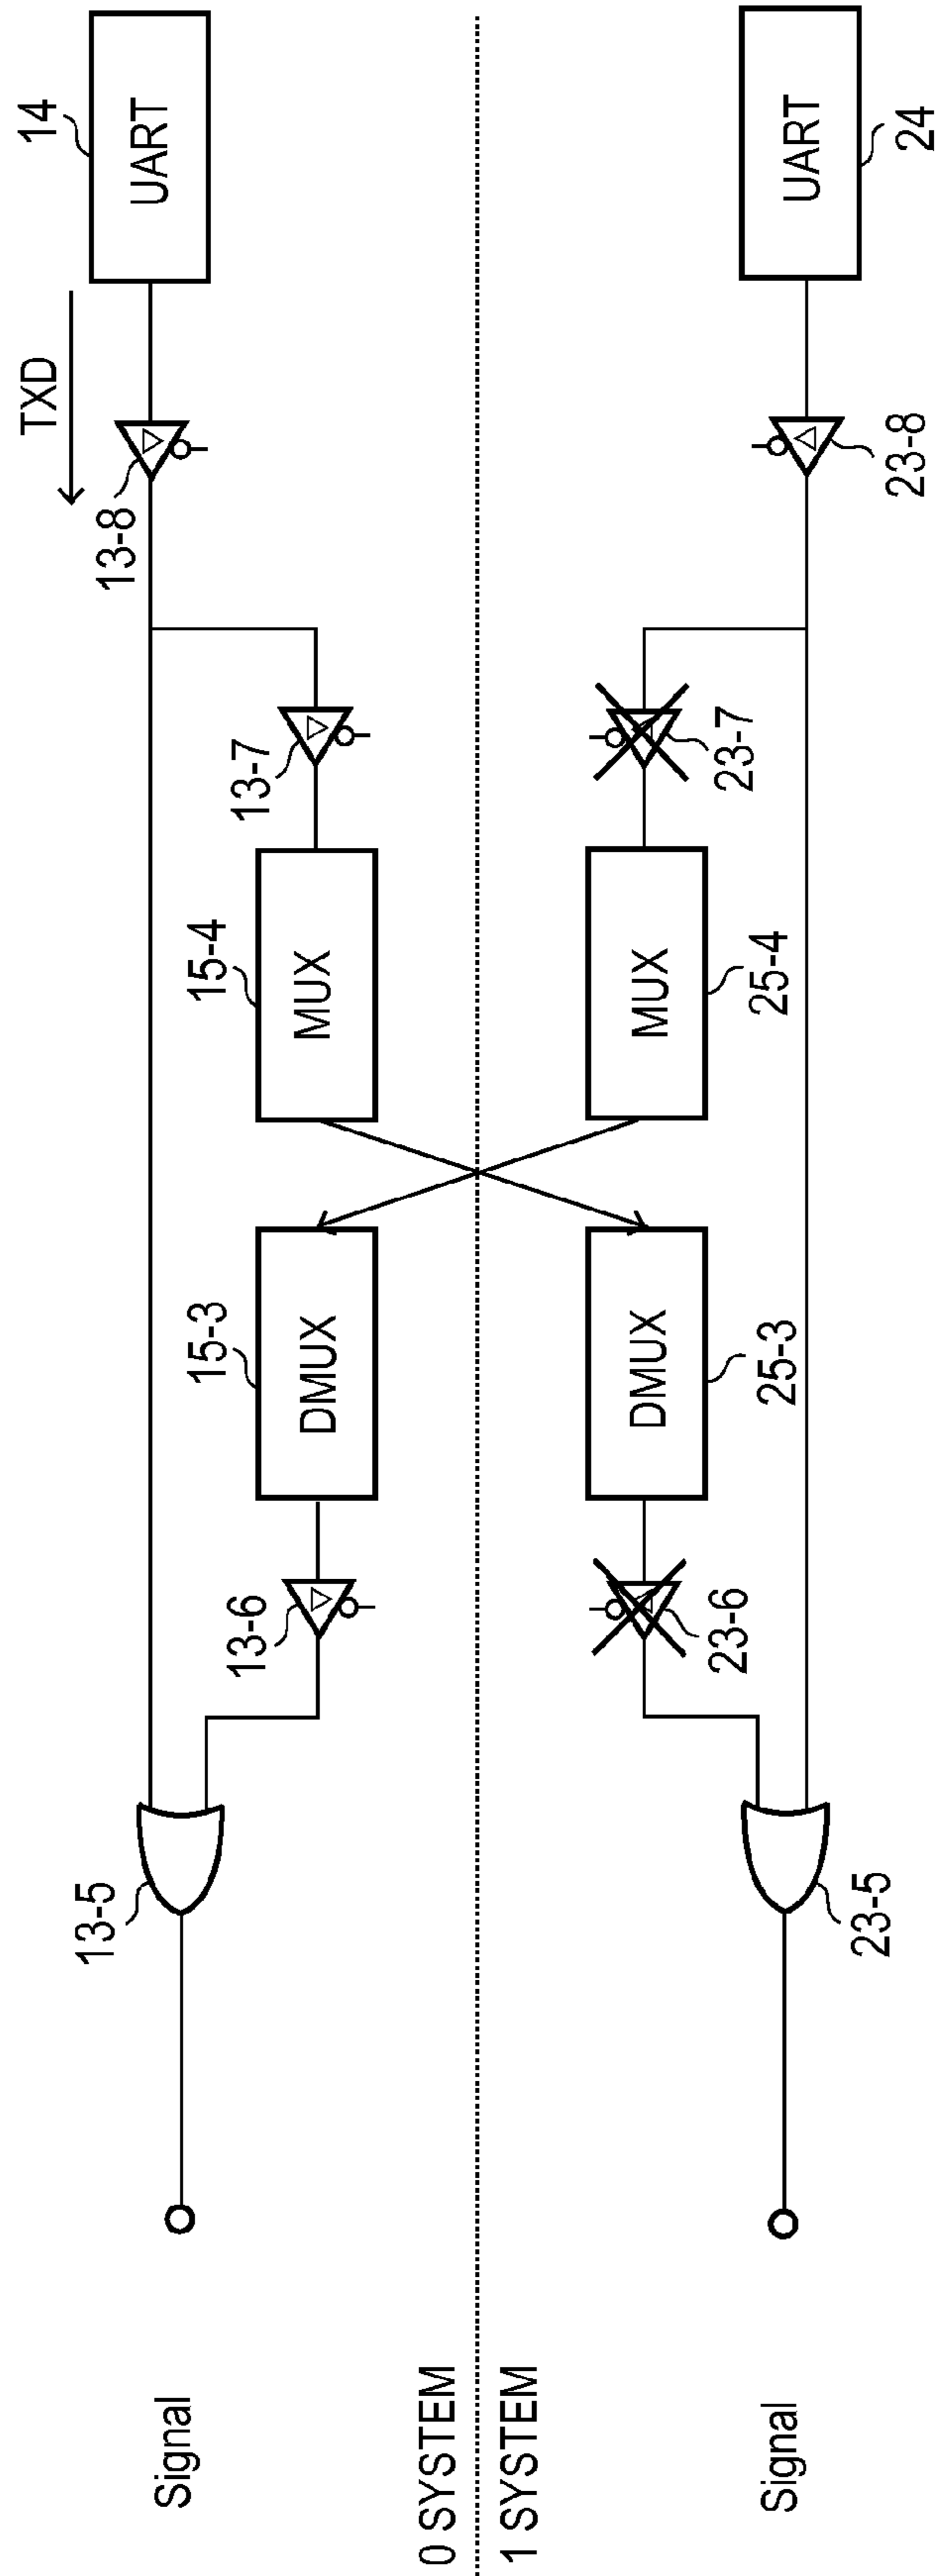 Signal
0 SYSTEM
1 SYSTEM
Signal
13-5
13-6
15-3
DMUX
15-4
MUX
13-7
13-8
TXD
14
UART
23-5
23-6
DMUX
25-3
MUX
25-4
23-7
23-8
UART
24